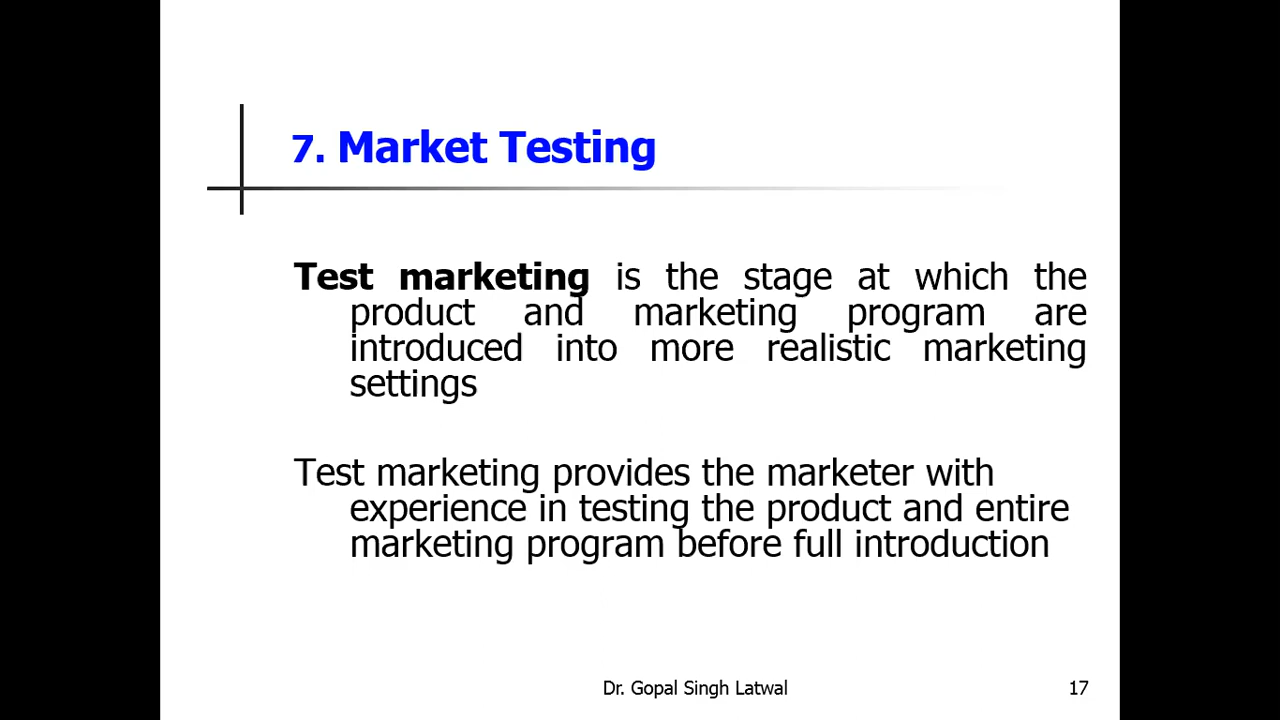 7. Market Testing
Test marketing is the stage at which the
product and marketing program are
introduced into more realistic marketing
settings
Test marketing provides the marketer with
experience in testing the product and entire
marketing program before full introduction
Dr. Gopal Singh Latwal
17